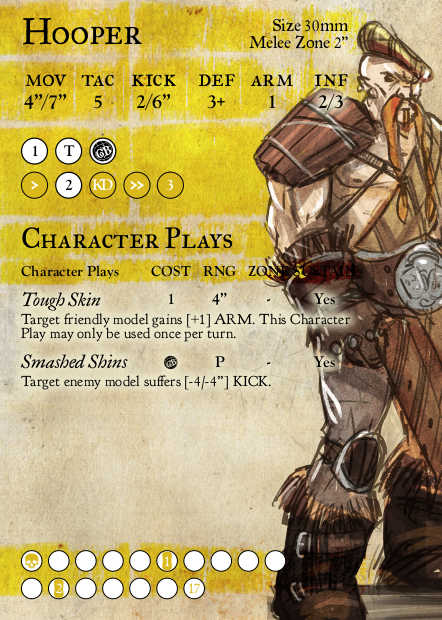 Hooper
Size 30mm
Melee Zone 2"
MOV TAC KICK DEF ARM INF
4"/7" 5 2/6" 3+ 1 2/3
1 T GB
> 2 KD >> 3
Character Plays
Character Plays COST RNG ZONE SUSTAIN
Tough Skin 1 4" - Yes
Target friendly model gains [+1] ARM. This Character
Play may only be used once per turn.
Smashed Shins GB P - Yes
Target enemy model suffers [-4/-4"] KICK.
1
2 17